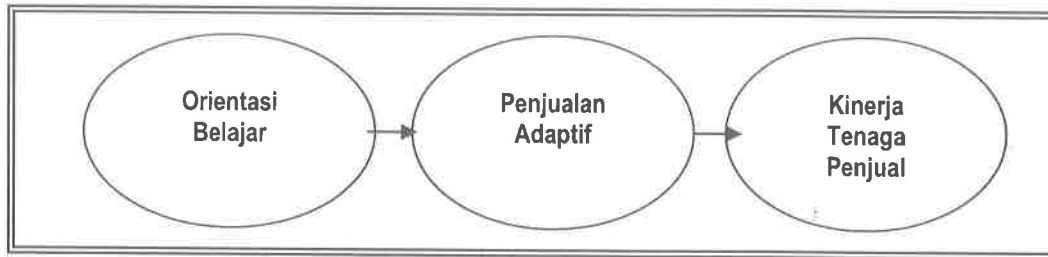 Orientasi
Belajar
Penjualan
Adaptif
Kinerja
Tenaga
Penjual